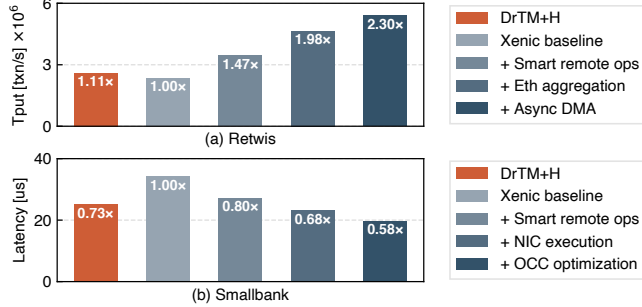 Tput [txn/s] ×10⁶
6
3
0
1.11×
1.00×
1.47×
1.98×
2.30×
(a) Retwis
DrTM+H
Xenic baseline
+ Smart remote ops
+ Eth aggregation
+ Async DMA
Latency [us]
40
20
0
0.73×
1.00×
0.80×
0.68×
0.58×
(b) Smallbank
DrTM+H
Xenic baseline
+ Smart remote ops
+ NIC execution
+ OCC optimization